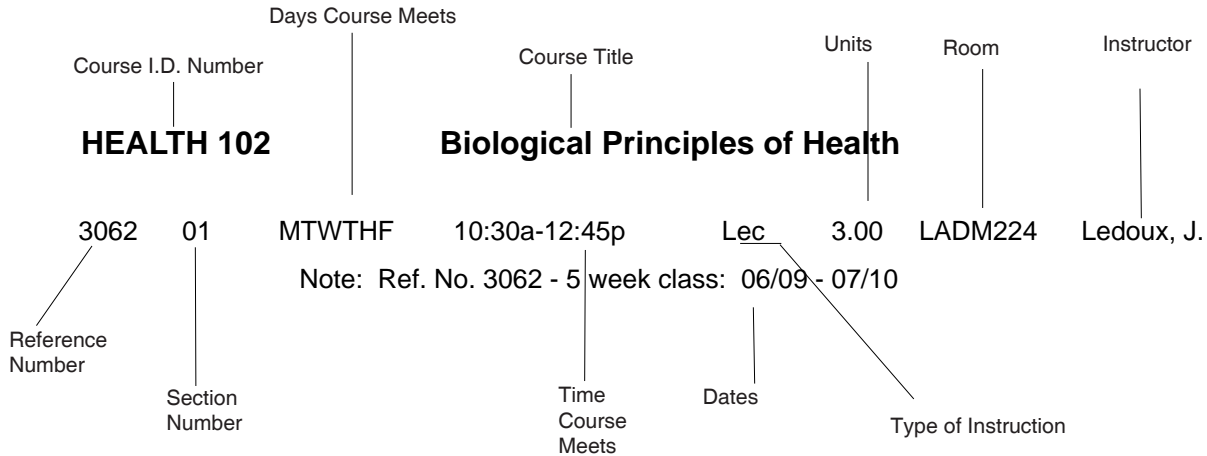 Days Course Meets
Units
Room
Instructor
Course I.D. Number
Course Title
HEALTH 102 Biological Principles of Health
3062 01 MTWTHF 10:30a-12:45p Lec 3.00 LADM224 Ledoux, J.
Note: Ref. No. 3062 - 5 week class: 06/09 - 07/10
Reference
Number
Section
Number
Time
Course
Meets
Dates
Type of Instruction